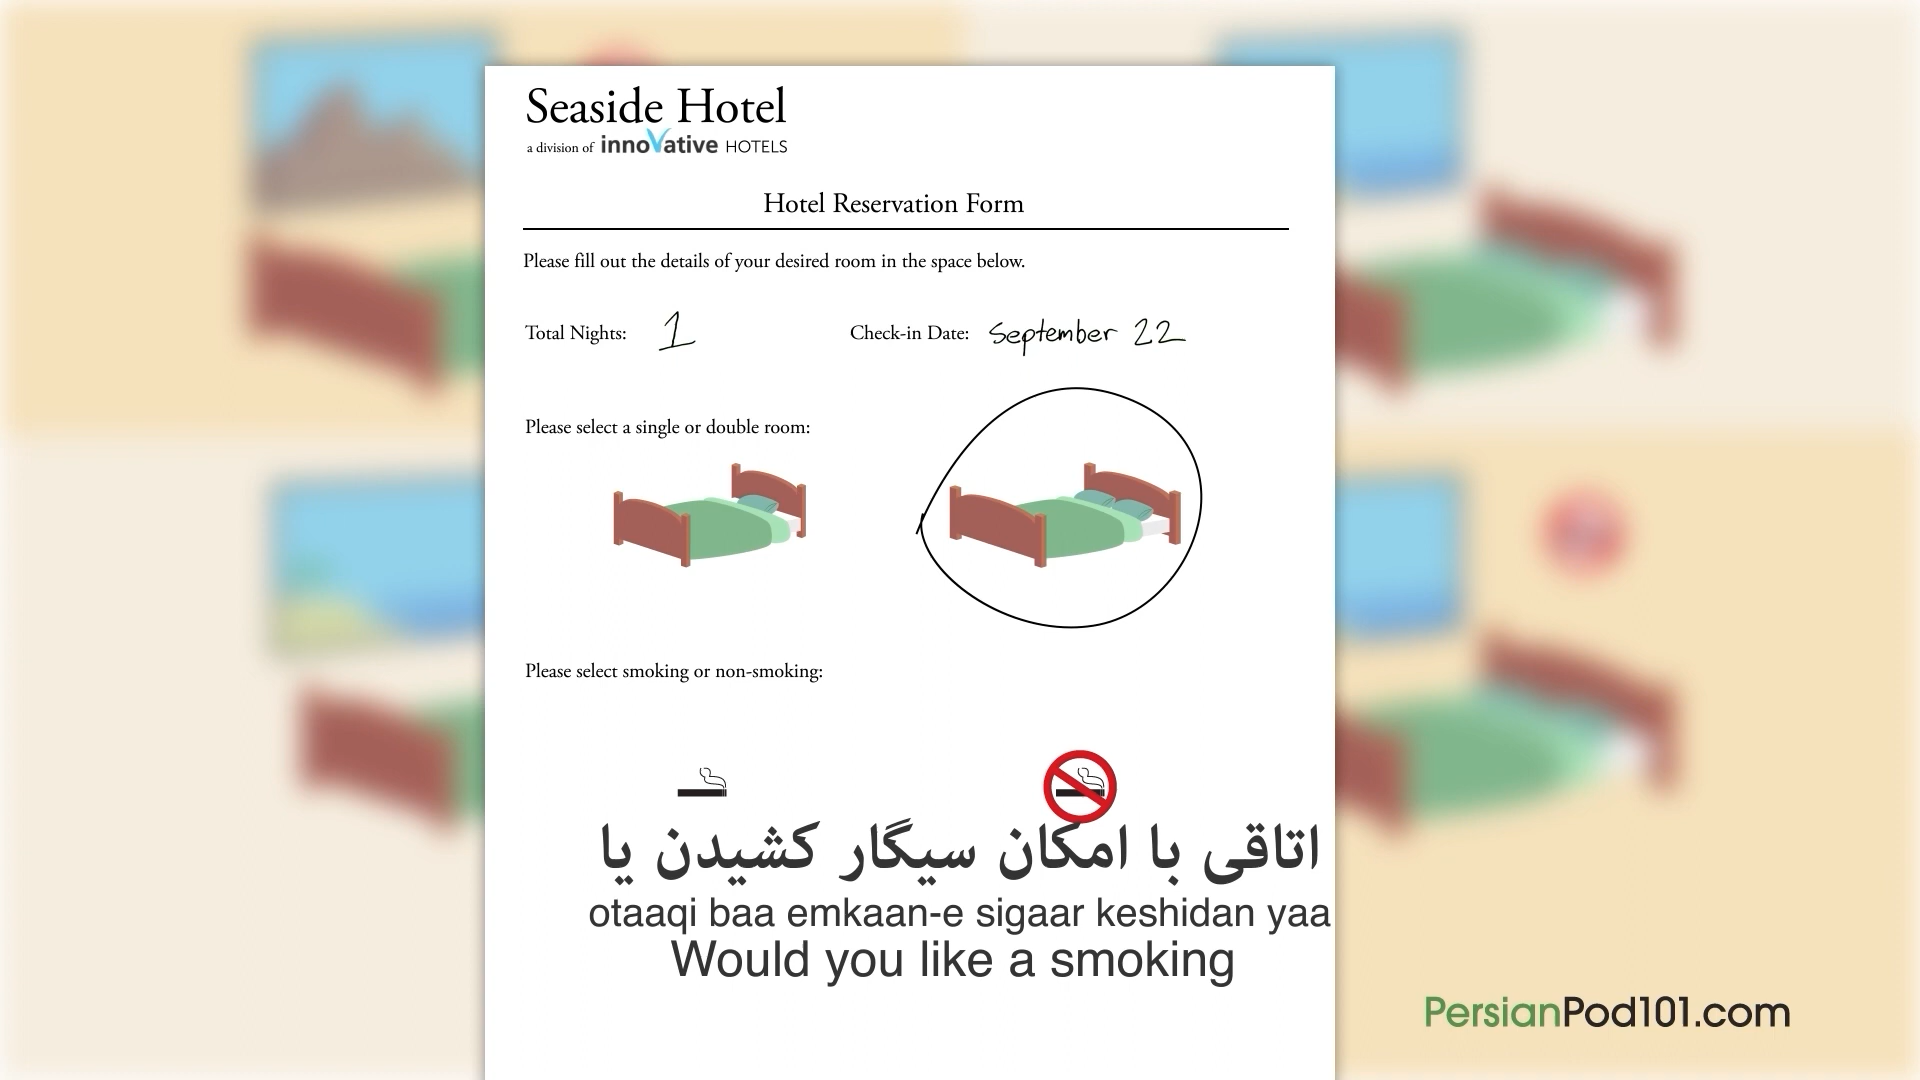 Seaside Hotel
a division of innoVative HOTELS
Hotel Reservation Form
Please fill out the details of your desired room in the space below.
Total Nights: 1 Check-in Date: September 22
Please select a single or double room:
Please select smoking or non-smoking:
اتاقی با امکان سیگار کشیدن یا
otaaqi baa emkaan-e sigaar keshidan yaa
Would you like a smoking
PersianPod101.com